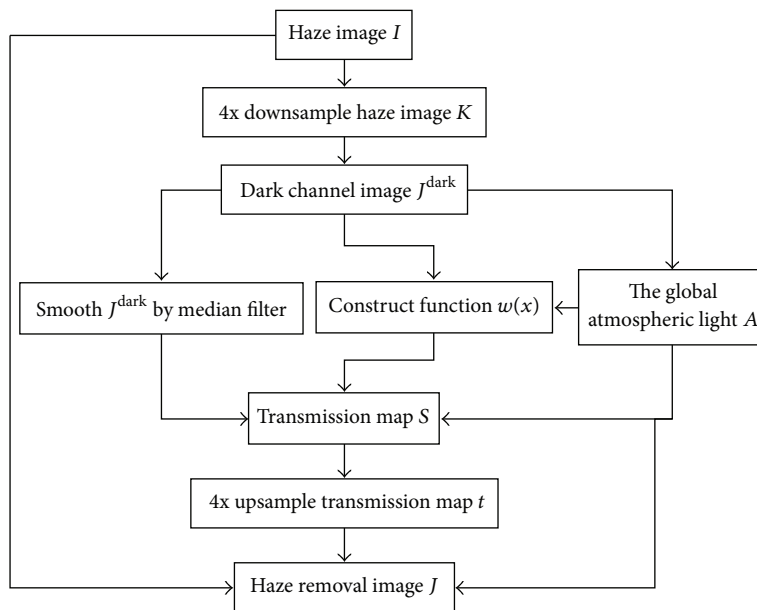 Haze image I
4x downsample haze image K
Dark channel image J^dark
Smooth J^dark by median filter
Construct function w(x)
The global
atmospheric light A
Transmission map S
4x upsample transmission map t
Haze removal image J